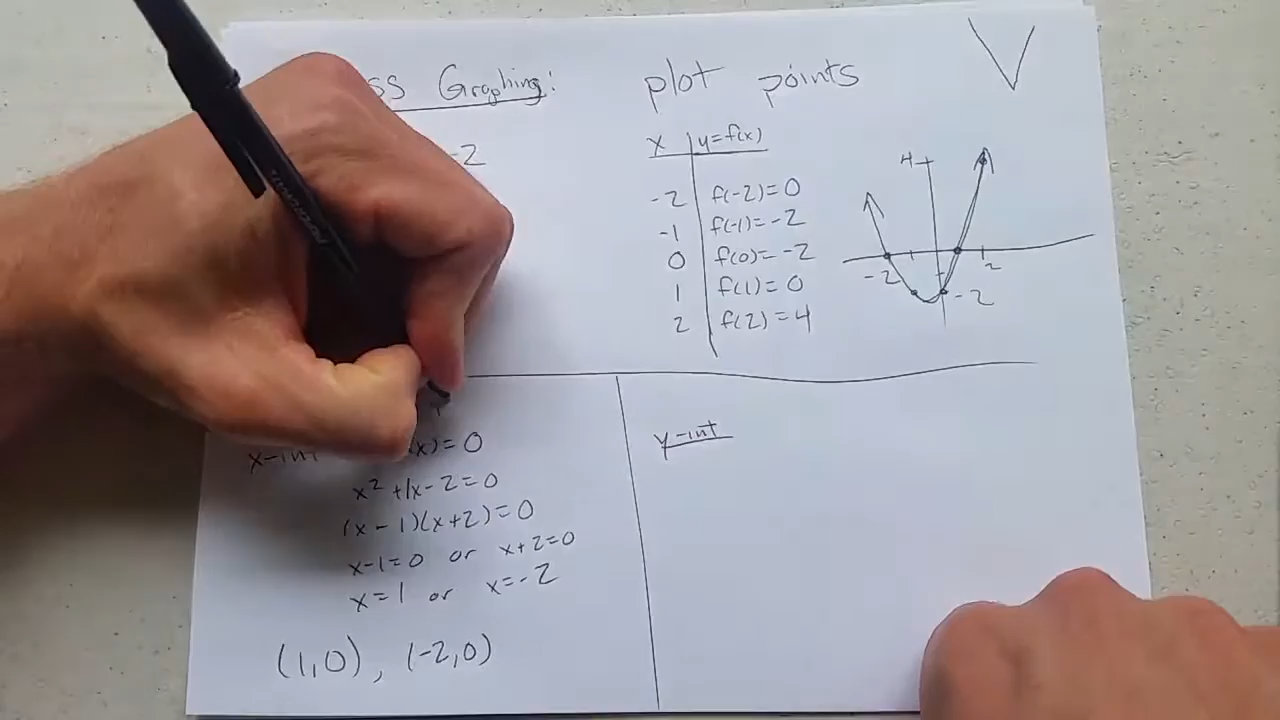 Graphing:
-2
plot points
x y=f(x)
-2 f(-2)=0
-1 f(-1)=-2
0 f(0)=-2
1 f(1)=0
2 f(2)=4
4
-2 2
-2
x-int (x)=0
x²+1x-2=0
(x-1)(x+2)=0
x-1=0 or x+2=0
x=1 or x=-2
(1,0), (-2,0)
y-int